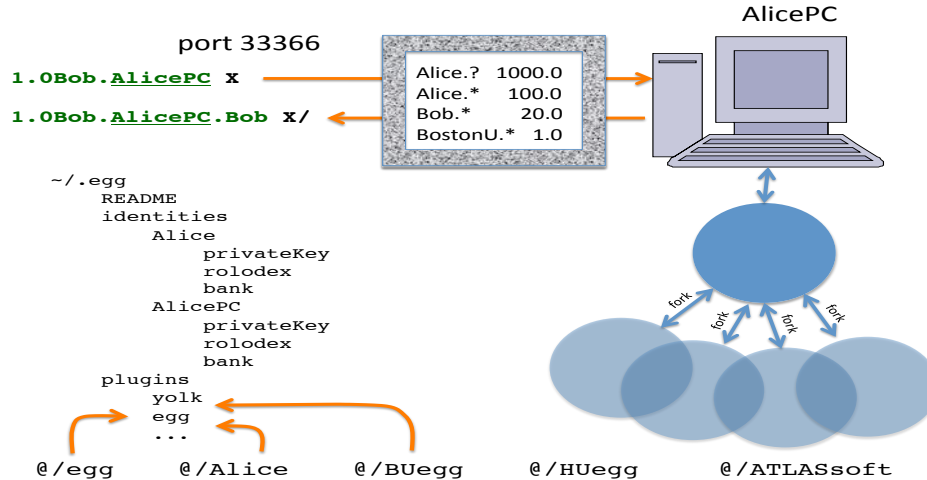 AlicePC
port 33366
1.0Bob.AlicePC X
1.0Bob.AlicePC.Bob X/
Alice.? 1000.0
Alice.* 100.0
Bob.* 20.0
BostonU.* 1.0
~/.egg
README
identities
Alice
privateKey
rolodex
bank
AlicePC
privateKey
rolodex
bank
plugins
yolk
egg
...
fork
fork
fork
fork
@/egg @/Alice @/BUegg @/HUegg @/ATLASsoft